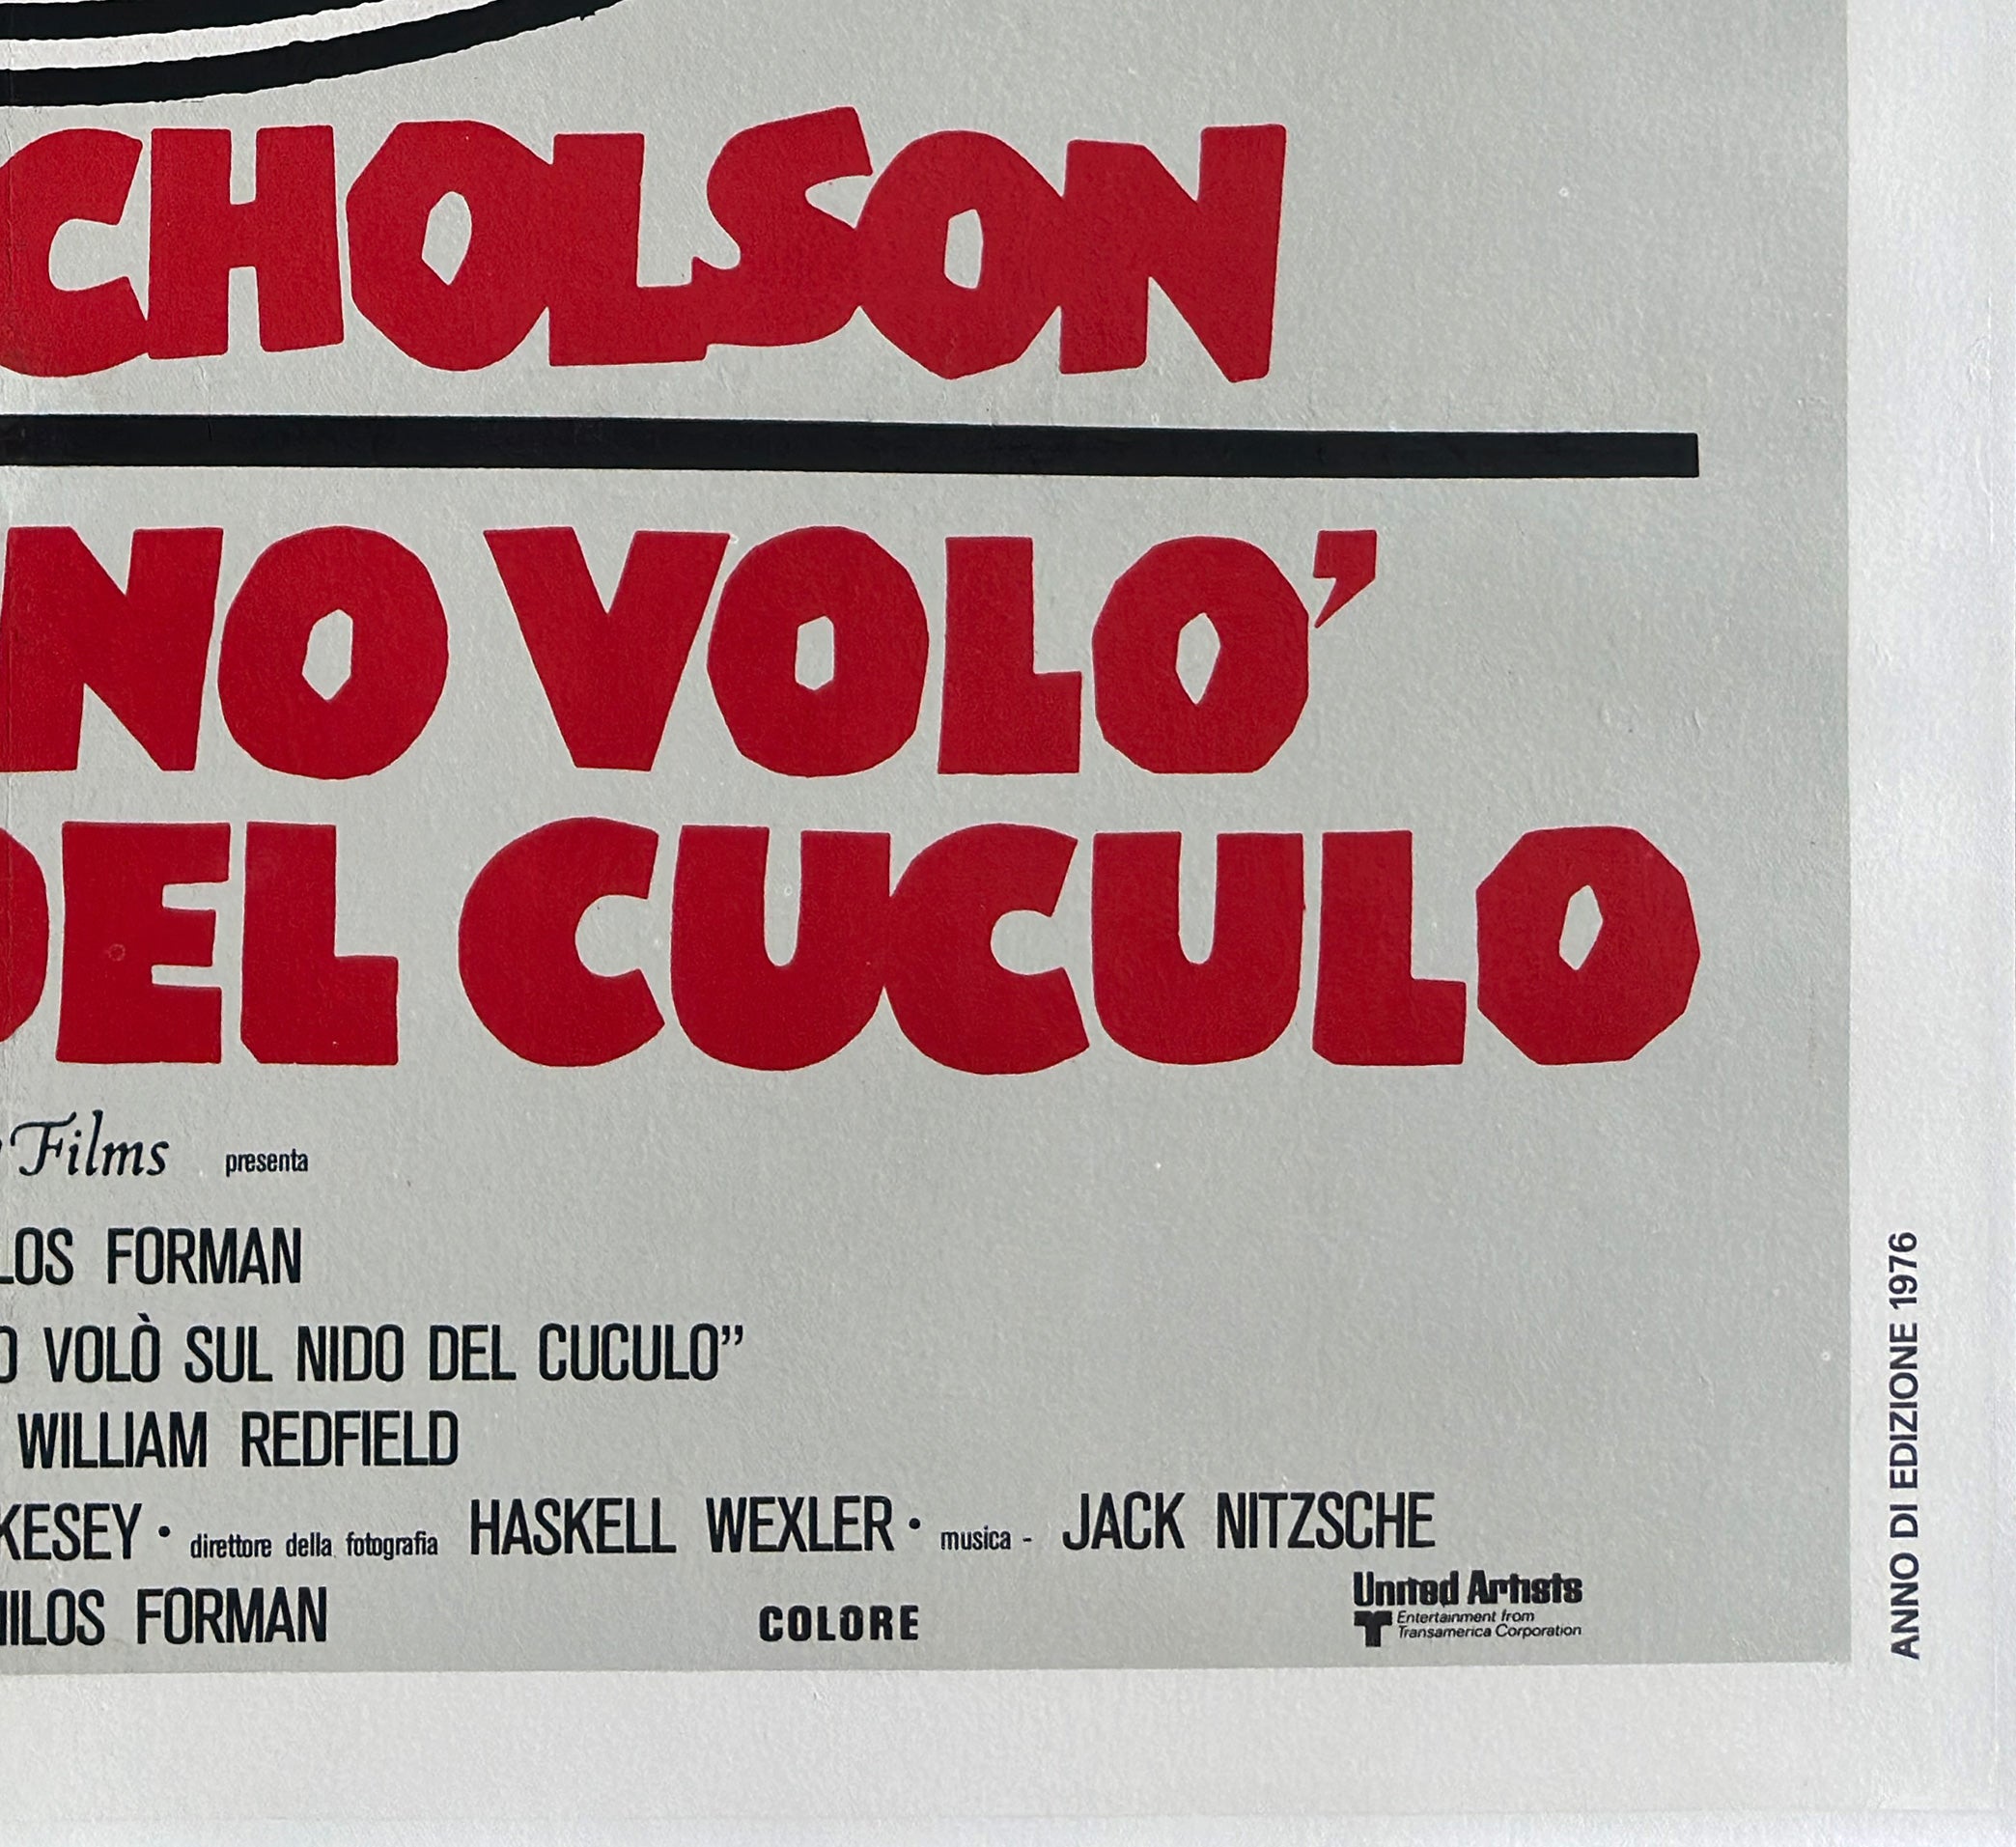 CHOLSON
NO VOLO'
DEL CUCULO
Films presenta
LOS FORMAN
O VOLÒ SUL NIDO DEL CUCULO”
WILLIAM REDFIELD
KESEY • direttore della fotografia HASKELL WEXLER • musica - JACK NITZSCHE
MILOS FORMAN COLORE
United Artists
Entertainment from
Transamerica Corporation
ANNO DI EDIZIONE 1976